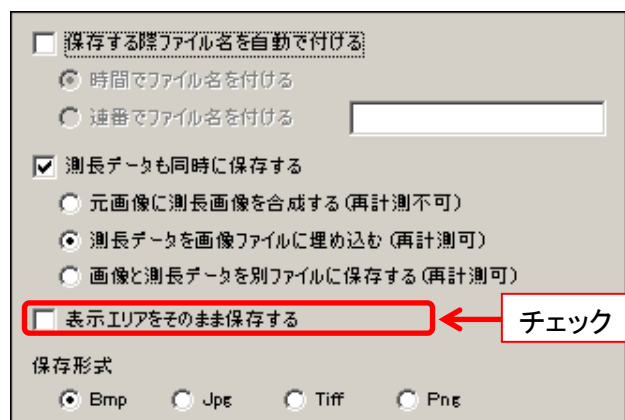 保存する際ファイル名を自動で付ける
時間でファイル名を付ける
連番でファイル名を付ける
測長データも同時に保存する
元画像に測長画像を合成する(再計測不可)
測長データを画像ファイルに埋め込む(再計測可)
画像と測長データを別ファイルに保存する(再計測可)
表示エリアをそのまま保存する
チェック
保存形式
Bmp Jpg Tiff Png